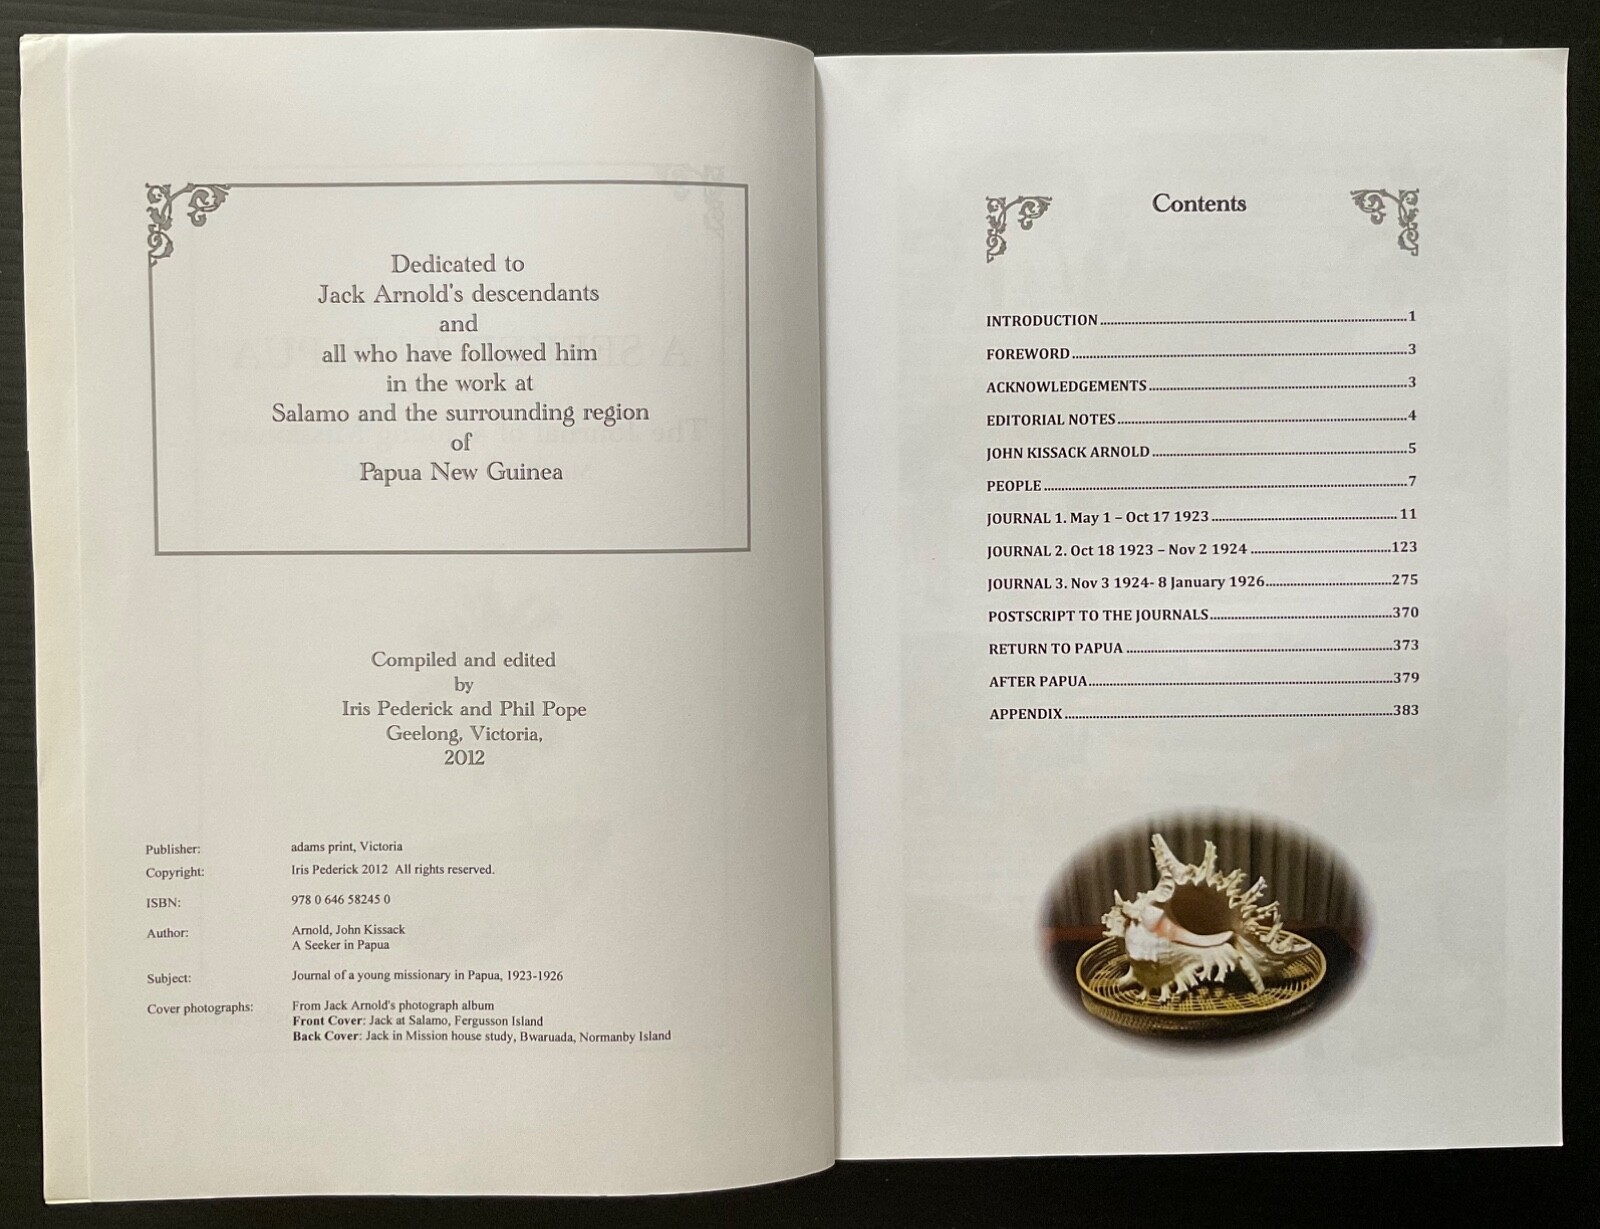 Dedicated to
Jack Arnold's descendants
and
all who have followed him
in the work at
Salamo and the surrounding region
of
Papua New Guinea
Compiled and edited
by
Iris Pederick and Phil Pope
Geelong, Victoria,
2012
Publisher: adams print, Victoria
Copyright: Iris Pederick 2012 All rights reserved.
ISBN: 978 0 646 58245 0
Author: Arnold, John Kissack
A Seeker in Papua
Subject: Journal of a young missionary in Papua, 1923-1926
Cover photographs: From Jack Arnold's photograph album
Front Cover: Jack at Salamo, Fergusson Island
Back Cover: Jack in Mission house study, Bwaruada, Normanby Island
Contents
INTRODUCTION 1
FOREWORD 3
ACKNOWLEDGEMENTS 3
EDITORIAL NOTES 4
JOHN KISSACK ARNOLD 5
PEOPLE 7
JOURNAL 1. May 1 – Oct 17 1923 11
JOURNAL 2. Oct 18 1923 – Nov 2 1924 123
JOURNAL 3. Nov 3 1924- 8 January 1926 275
POSTSCRIPT TO THE JOURNALS 370
RETURN TO PAPUA 373
AFTER PAPUA 379
APPENDIX 383